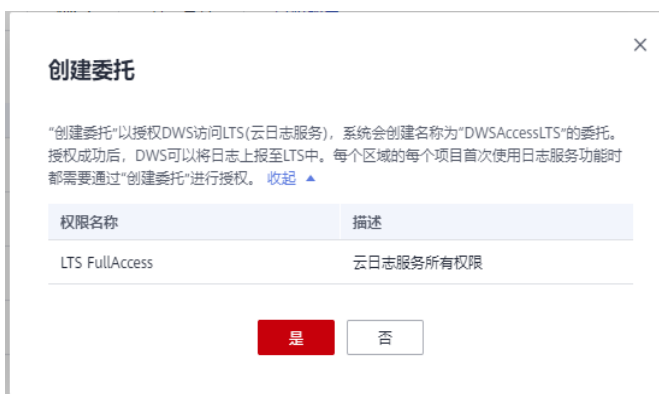 创建委托
“创建委托”以授权DWS访问LTS(云日志服务)，系统会创建名称为“DWSAccessLTS”的委托。
授权成功后，DWS可以将日志上报至LTS中。每个区域的每个项目首次使用日志服务功能时
都需要通过“创建委托”进行授权。 收起
权限名称 描述
LTS FullAccess 云日志服务所有权限
是 否